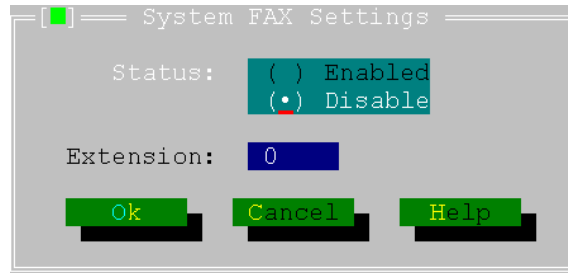 [■] System FAX Settings
Status: ( ) Enabled
(•) Disable
Extension: 0
Ok Cancel Help